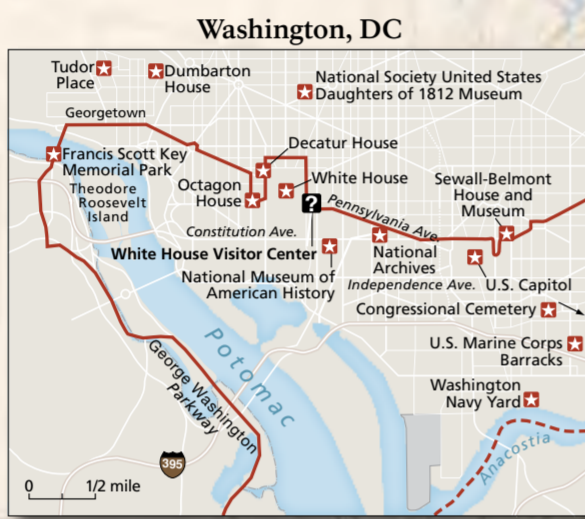 Washington, DC
Tudor
Place
Dumbarton
House
National Society United States
Daughters of 1812 Museum
Georgetown
Decatur House
Francis Scott Key
Memorial Park
White House
Sewall-Belmont
House and
Museum
Theodore
Roosevelt
Island
Octagon
House
?
Pennsylvania Ave.
Constitution Ave.
White House Visitor Center
National
Archives
National Museum of
American History
Independence Ave.
U.S. Capitol
Congressional Cemetery
U.S. Marine Corps
Barracks
Potomac
George Washington
Parkway
Washington
Navy Yard
Anacostia
395
0 1/2 mile